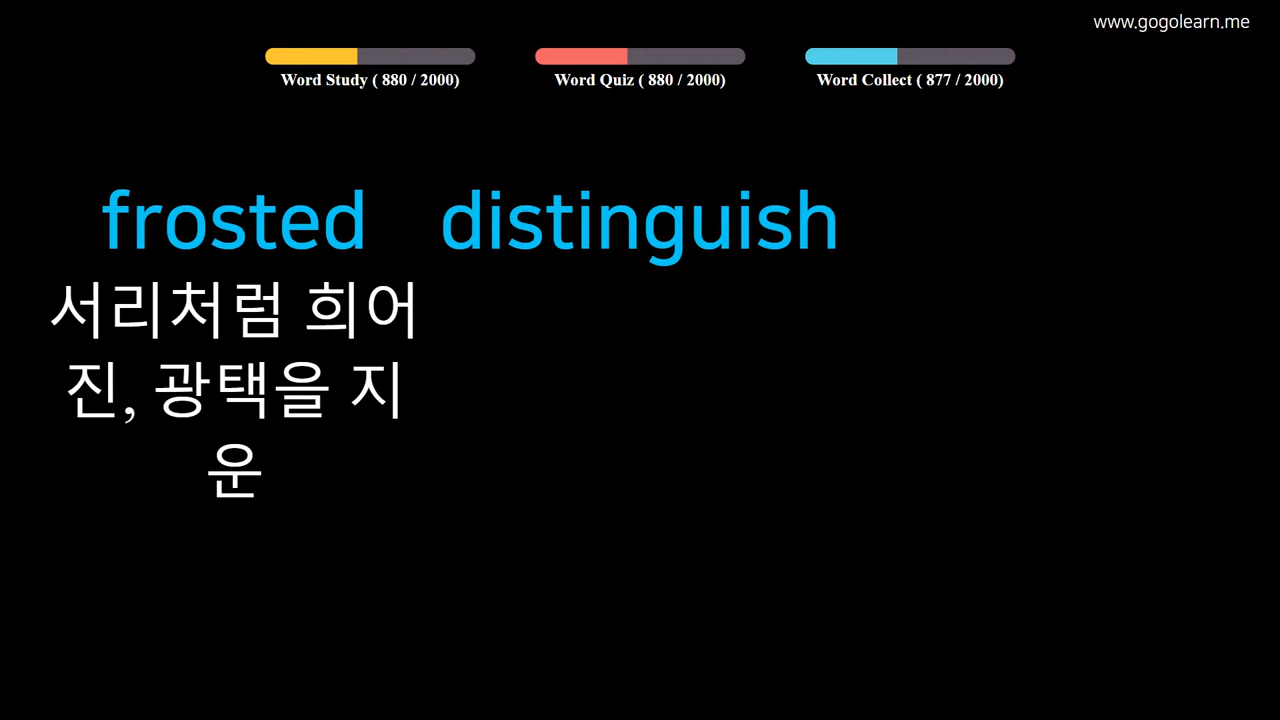 www.gogolearn.me
Word Study ( 880 / 2000)
Word Quiz ( 880 / 2000)
Word Collect ( 877 / 2000)
frosted
서리처럼 희어
진, 광택을 지
운
distinguish